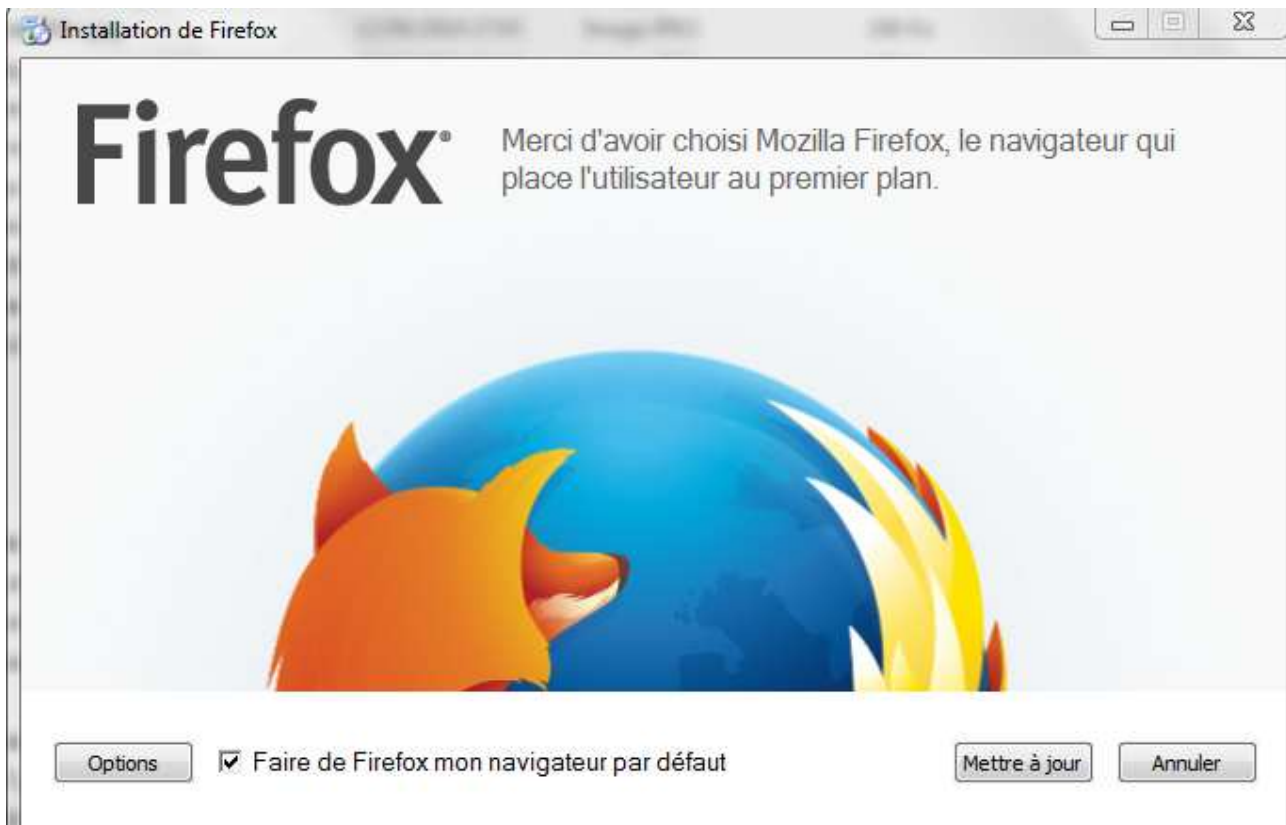 Installation de Firefox
Firefox®
Merci d'avoir choisi Mozilla Firefox, le navigateur qui
place l'utilisateur au premier plan.
Options
Faire de Firefox mon navigateur par défaut
Mettre à jour
Annuler